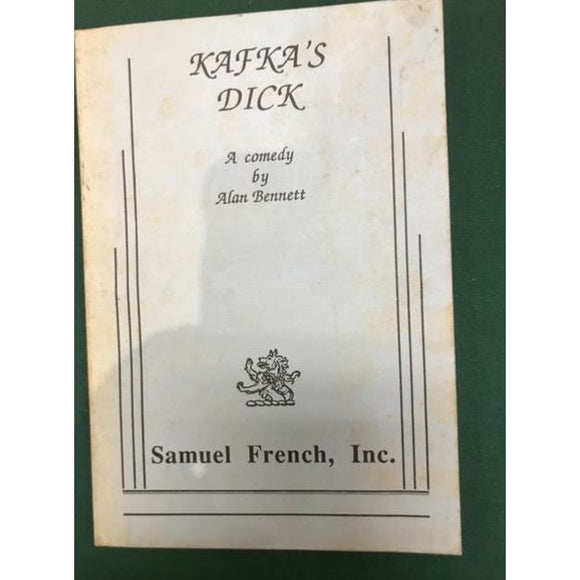 KAFKA'S
DICK
A comedy
by
Alan Bennett
Samuel French, Inc.